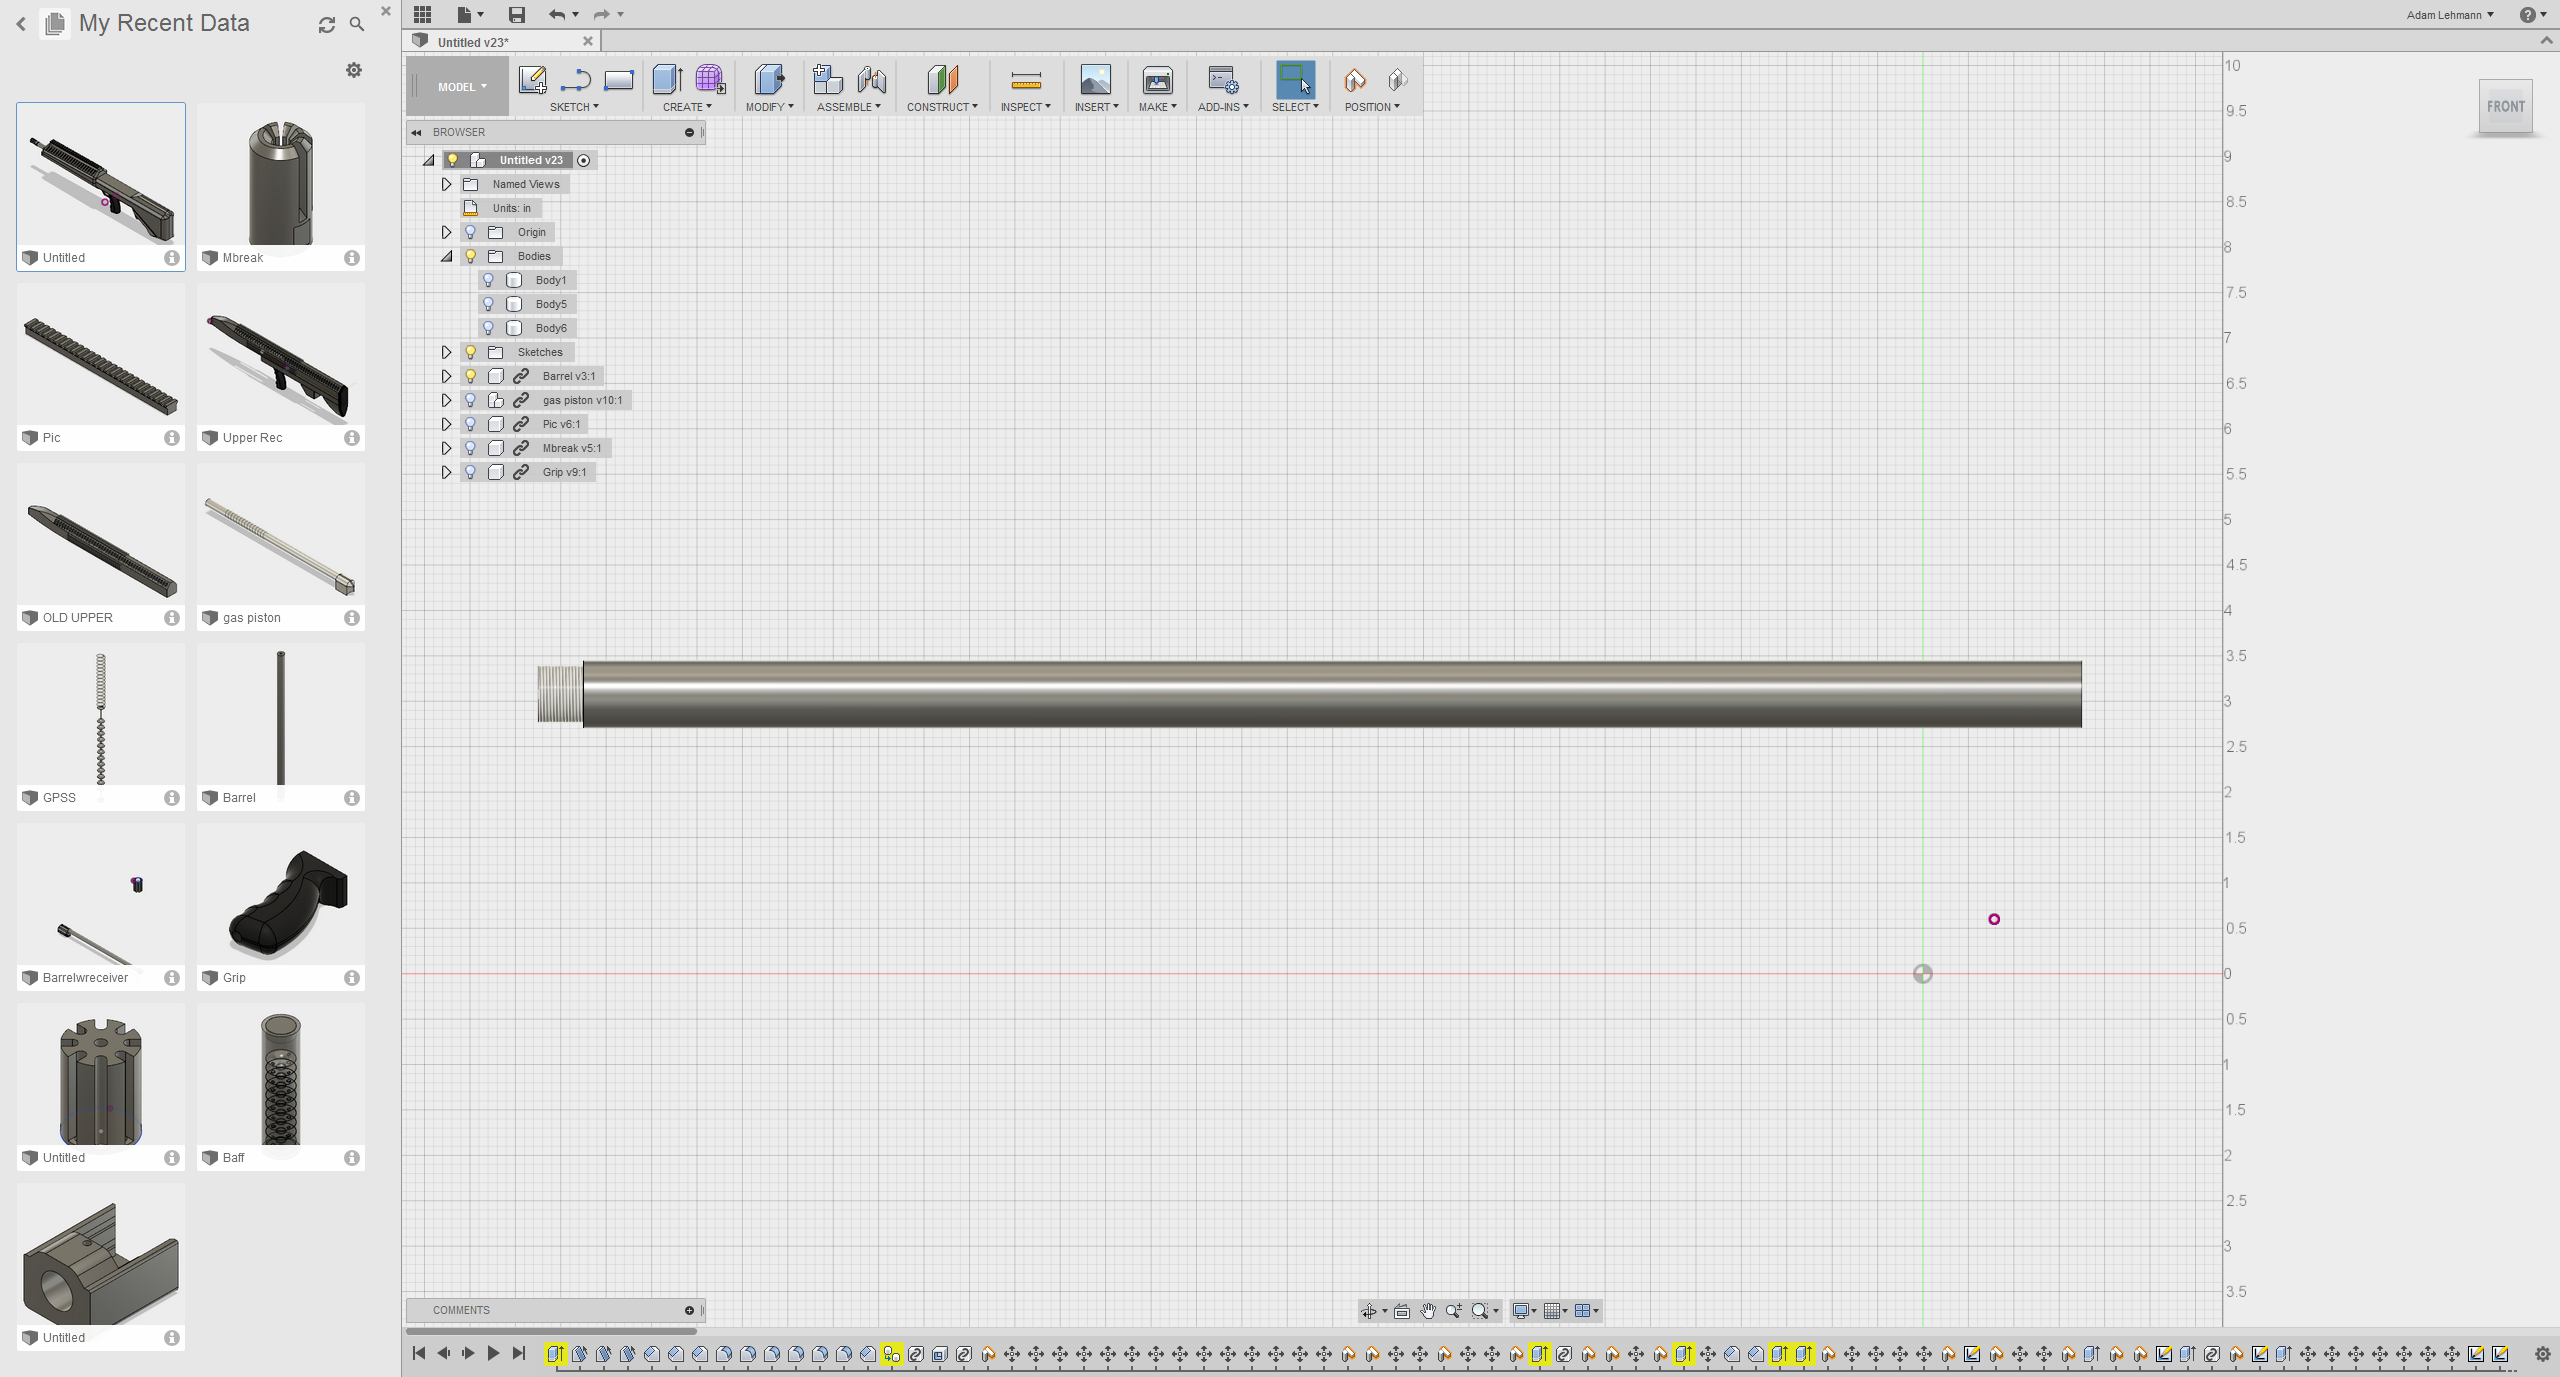 My Recent Data
Adam Lehmann
Untitled v23*
MODEL
SKETCH
CREATE
MODIFY
ASSEMBLE
CONSTRUCT
INSPECT
INSERT
MAKE
ADD-INS
SELECT
POSITION
FRONT
BROWSER
Untitled v23
Named Views
Units: in
Origin
Bodies
Body1
Body5
Body6
Sketches
Barrel v3:1
gas piston v10:1
Pic v6:1
Mbreak v5:1
Grip v9:1
Untitled
Mbreak
Pic
Upper Rec
OLD UPPER
gas piston
GPSS
Barrel
Barrelwreceiver
Grip
Untitled
Baff
Untitled
10
9.5
9
8.5
8
7.5
7
6.5
6
5.5
5
4.5
4
3.5
3
2.5
2
1.5
1
0.5
0
0.5
1
1.5
2
2.5
3
3.5
COMMENTS